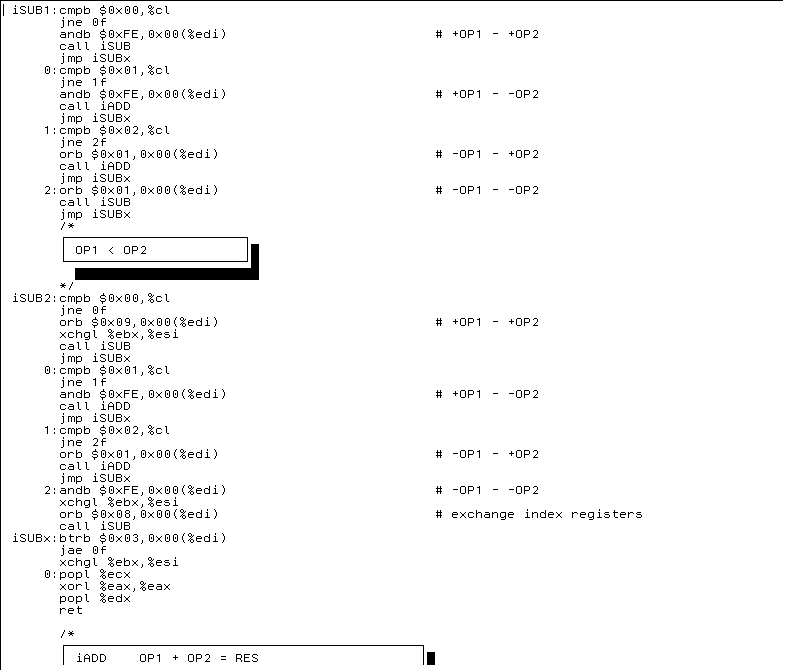 iSUB1:cmpb $0x00,%cl
jne 0f
andb $0xFE,0x00(%edi) # +OP1 - +OP2
call iSUB
jmp iSUBx
0:cmpb $0x01,%cl
jne 1f
andb $0xFE,0x00(%edi) # +OP1 - -OP2
call iADD
jmp iSUBx
1:cmpb $0x02,%cl
jne 2f
orb $0x01,0x00(%edi) # -OP1 - +OP2
call iADD
jmp iSUBx
2:orb $0x01,0x00(%edi) # -OP1 - -OP2
call iSUB
jmp iSUBx
/*
OP1 < OP2
*/
iSUB2:cmpb $0x00,%cl
jne 0f
orb $0x09,0x00(%edi) # +OP1 - +OP2
xchgl %ebx,%esi
call iSUB
jmp iSUBx
0:cmpb $0x01,%cl
jne 1f
andb $0xFE,0x00(%edi) # +OP1 - -OP2
call iADD
jmp iSUBx
1:cmpb $0x02,%cl
jne 2f
orb $0x01,0x00(%edi) # -OP1 - +OP2
call iADD
jmp iSUBx
2:andb $0xFE,0x00(%edi) # -OP1 - -OP2
xchgl %ebx,%esi
orb $0x08,0x00(%edi) # exchange index registers
call iSUB
iSUBx:btrb $0x03,0x00(%edi)
jae 0f
xchgl %ebx,%esi
0:popl %ecx
xorl %eax,%eax
popl %edx
ret
/*
iADD OP1 + OP2 = RES